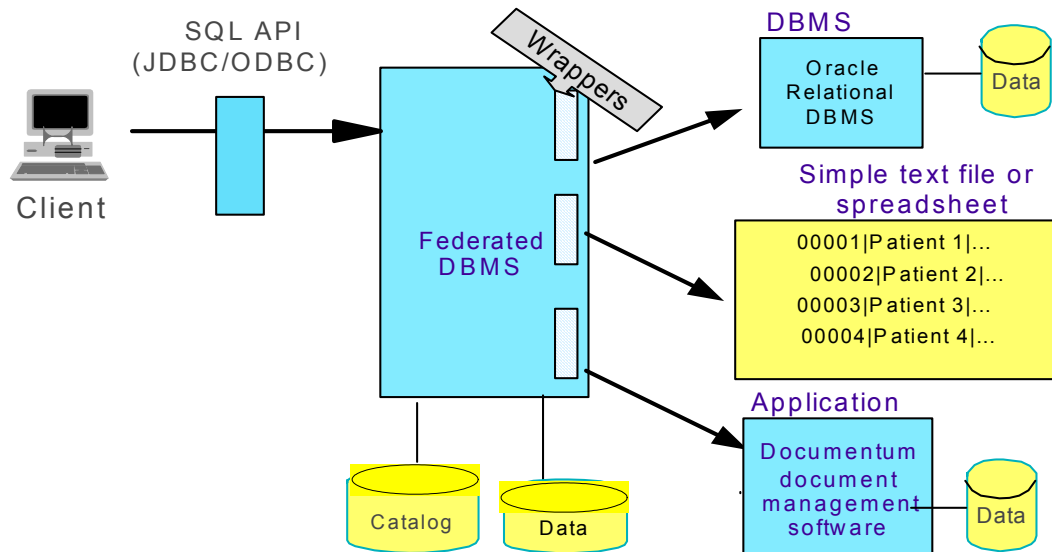 SQL API
(JDBC/ODBC)
Client
Wrappers
Federated
DBMS
Catalog
Data
DBMS
Oracle
Relational
DBMS
Data
Simple text file or
spreadsheet
00001|Patient 1|...
00002|Patient 2|...
00003|Patient 3|...
00004|Patient 4|...
Application
Documentum
document
management
software
Data